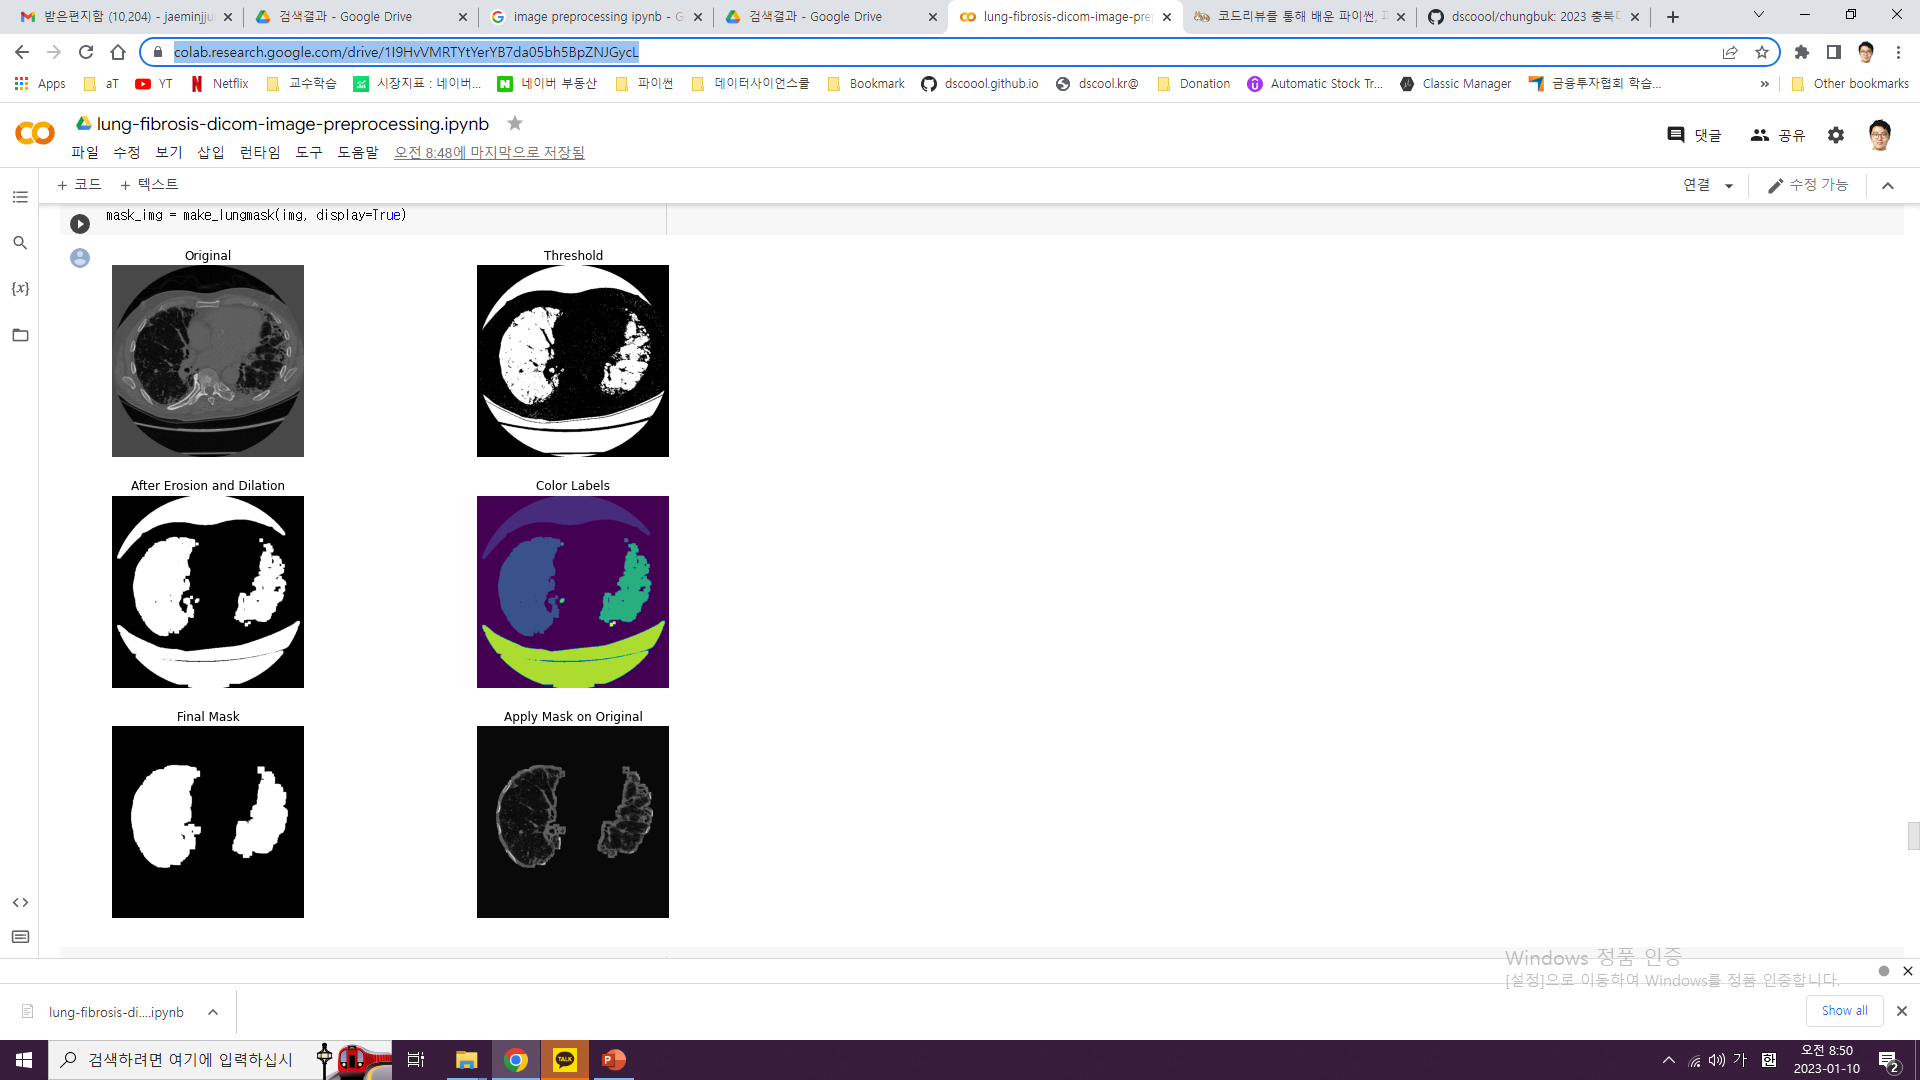 받은편지함 (10,204) - jaeminjju
검색결과 - Google Drive
image preprocessing ipynb - G
검색결과 - Google Drive
lung-fibrosis-dicom-image-pre
코드리뷰를 통해 배운 파이썬,
dscoool/chungbuk: 2023 충북
colab.research.google.com/drive/1I9HvVMRTYtYerYB7da05bh5BpZNJGycL
Apps
aT
YT
Netflix
교수학습
시장지표 : 네이버...
네이버 부동산
파이썬
데이터사이언스쿨
Bookmark
dscoool.github.io
dscool.kr@
Donation
Automatic Stock Tr...
Classic Manager
금융투자협회 학습...
»
Other bookmarks
lung-fibrosis-dicom-image-preprocessing.ipynb
댓글
공유
파일 수정 보기 삽입 런타임 도구 도움말 오전 8:48에 마지막으로 저장됨
+ 코드 + 텍스트
연결
수정 가능
{x}
mask_img = make_lungmask(img, display=True)
Original
Threshold
After Erosion and Dilation
Color Labels
Final Mask
Apply Mask on Original
Windows 정품 인증
[설정]으로 이동하여 Windows를 정품 인증합니다.
lung-fibrosis-di....ipynb
Show all
검색하려면 여기에 입력하십시
TALK
P
가
오전 8:50
2023-01-10
2